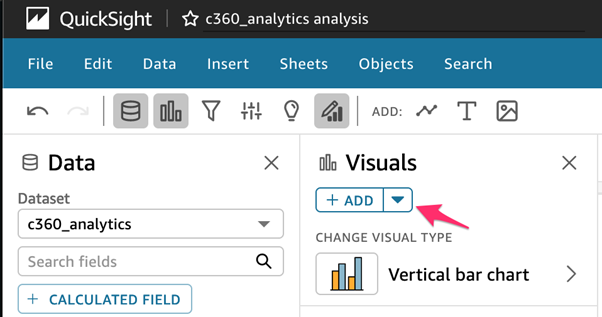 QuickSight c360_analytics analysis
File Edit Data Insert Sheets Objects Search
ADD: T
Data
Dataset
c360_analytics
Search fields
+ CALCULATED FIELD
Visuals
+ ADD
CHANGE VISUAL TYPE
Vertical bar chart